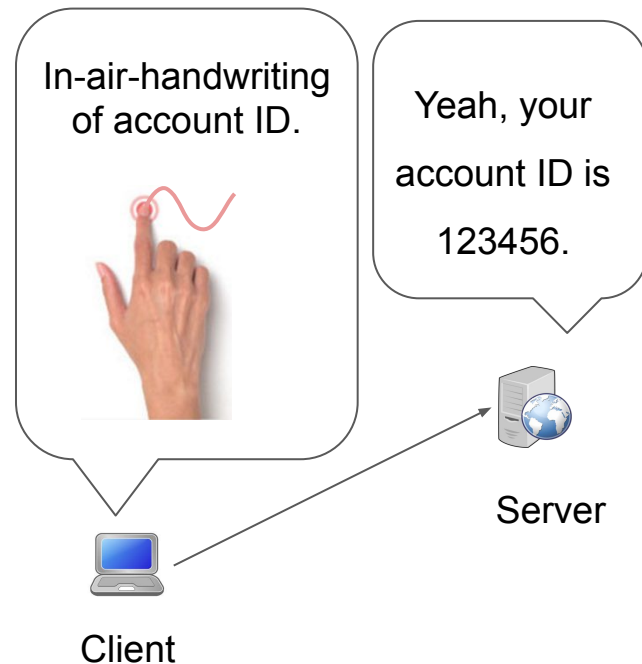 In-air-handwriting
of account ID.
Yeah, your
account ID is
123456.
Server
Client